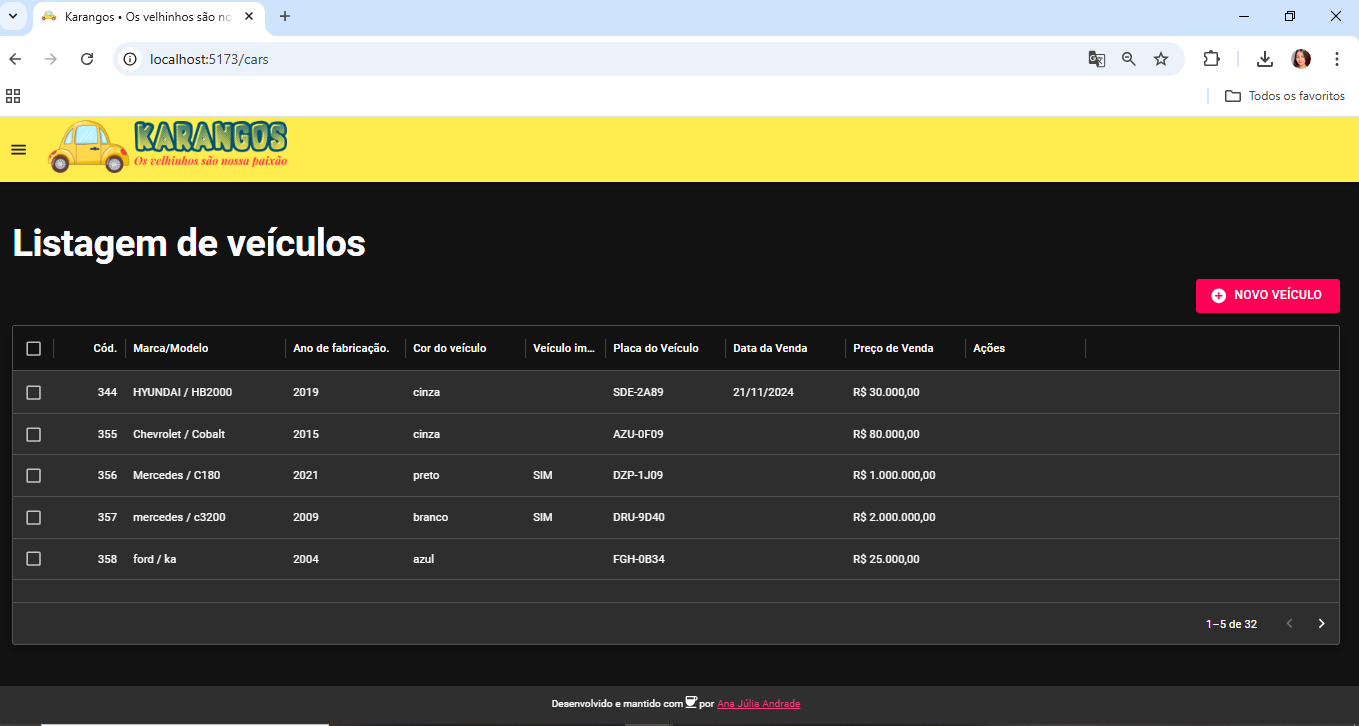 Karangos • Os velhinhos são no
localhost:5173/cars
Todos os favoritos
KARANGOS
Os velhinhos são nossa paixão
Listagem de veículos
NOVO VEÍCULO
Cód. Marca/Modelo Ano de fabricação. Cor do veículo Veículo im... Placa do Veículo Data da Venda Preço de Venda Ações
344 HYUNDAI / HB2000 2019 cinza SDE-2A89 21/11/2024 R$ 30.000,00
355 Chevrolet / Cobalt 2015 cinza AZU-0F09 R$ 80.000,00
356 Mercedes / C180 2021 preto SIM DZP-1J09 R$ 1.000.000,00
357 mercedes / c3200 2009 branco SIM DRU-9D40 R$ 2.000.000,00
358 ford / ka 2004 azul FGH-0B34 R$ 25.000,00
1–5 de 32
Desenvolvido e mantido com por Ana Júlia Andrade